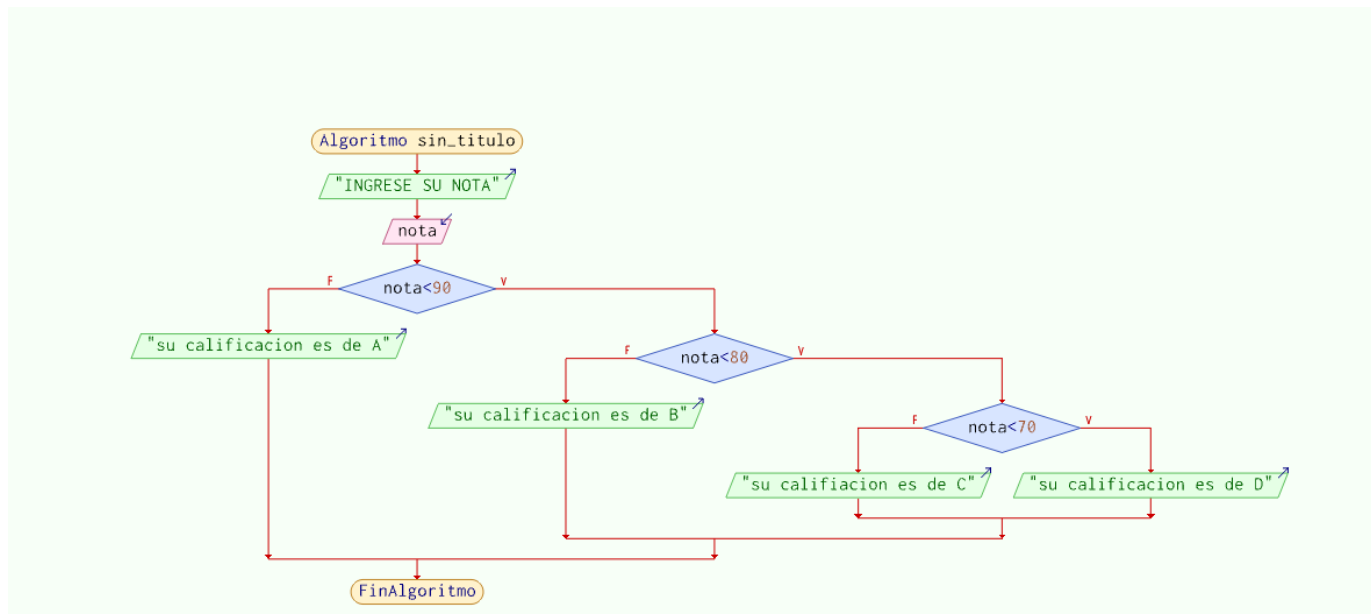 Algoritmo sin_titulo
"INGRESE SU NOTA"
nota
F
nota<90
V
"su calificacion es de A"
F
nota<80
V
"su calificacion es de B"
F
nota<70
V
"su califiacion es de C"
"su calificacion es de D"
FinAlgoritmo